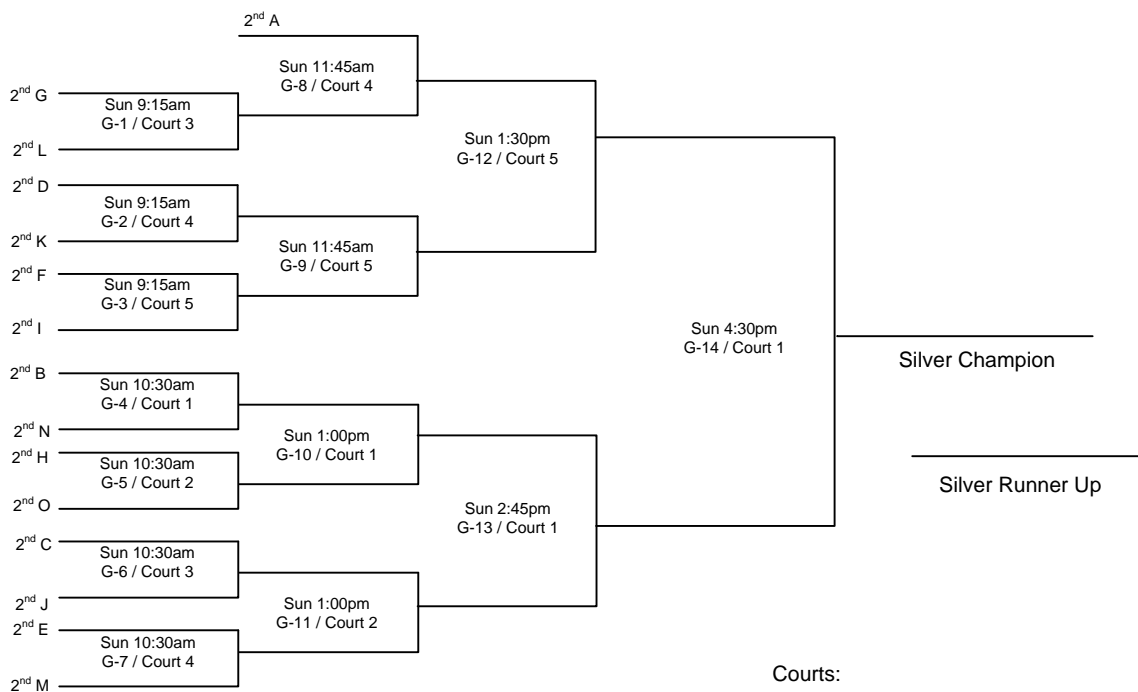 2nd A
Sun 11:45am
G-8 / Court 4
2nd G
Sun 9:15am
G-1 / Court 3
2nd L
Sun 1:30pm
G-12 / Court 5
2nd D
Sun 9:15am
G-2 / Court 4
2nd K
Sun 11:45am
G-9 / Court 5
2nd F
Sun 9:15am
G-3 / Court 5
2nd I
Sun 4:30pm
G-14 / Court 1
Silver Champion
2nd B
Sun 10:30am
G-4 / Court 1
2nd N
Sun 1:00pm
G-10 / Court 1
2nd H
Sun 10:30am
G-5 / Court 2
2nd O
Silver Runner Up
Sun 2:45pm
G-13 / Court 1
2nd C
Sun 10:30am
G-6 / Court 3
2nd J
Sun 1:00pm
G-11 / Court 2
2nd E
Sun 10:30am
G-7 / Court 4
2nd M
Courts: